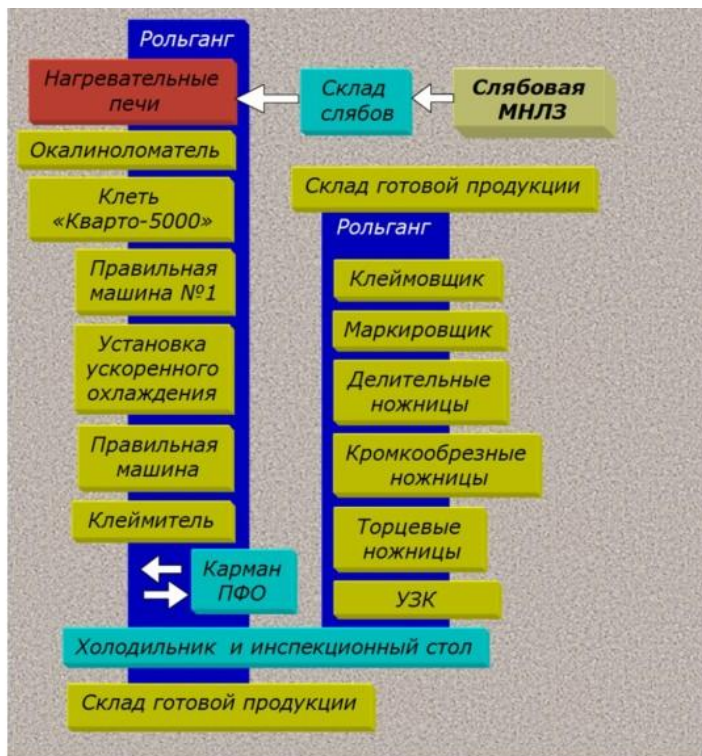 Рольганг
Нагревательные
печи
Склад
слябов
Слябовая
МНЛЗ
Окалиноломатель
Клеть
«Кварто-5000»
Правильная
машина №1
Установка
ускоренного
охлаждения
Правильная
машина
Клеймитель
Карман
ПФО
Склад готовой продукции
Рольганг
Клеймовщик
Маркировщик
Делительные
ножницы
Кромкообрезные
ножницы
Торцевые
ножницы
УЗК
Холодильник и инспекционный стол
Склад готовой продукции